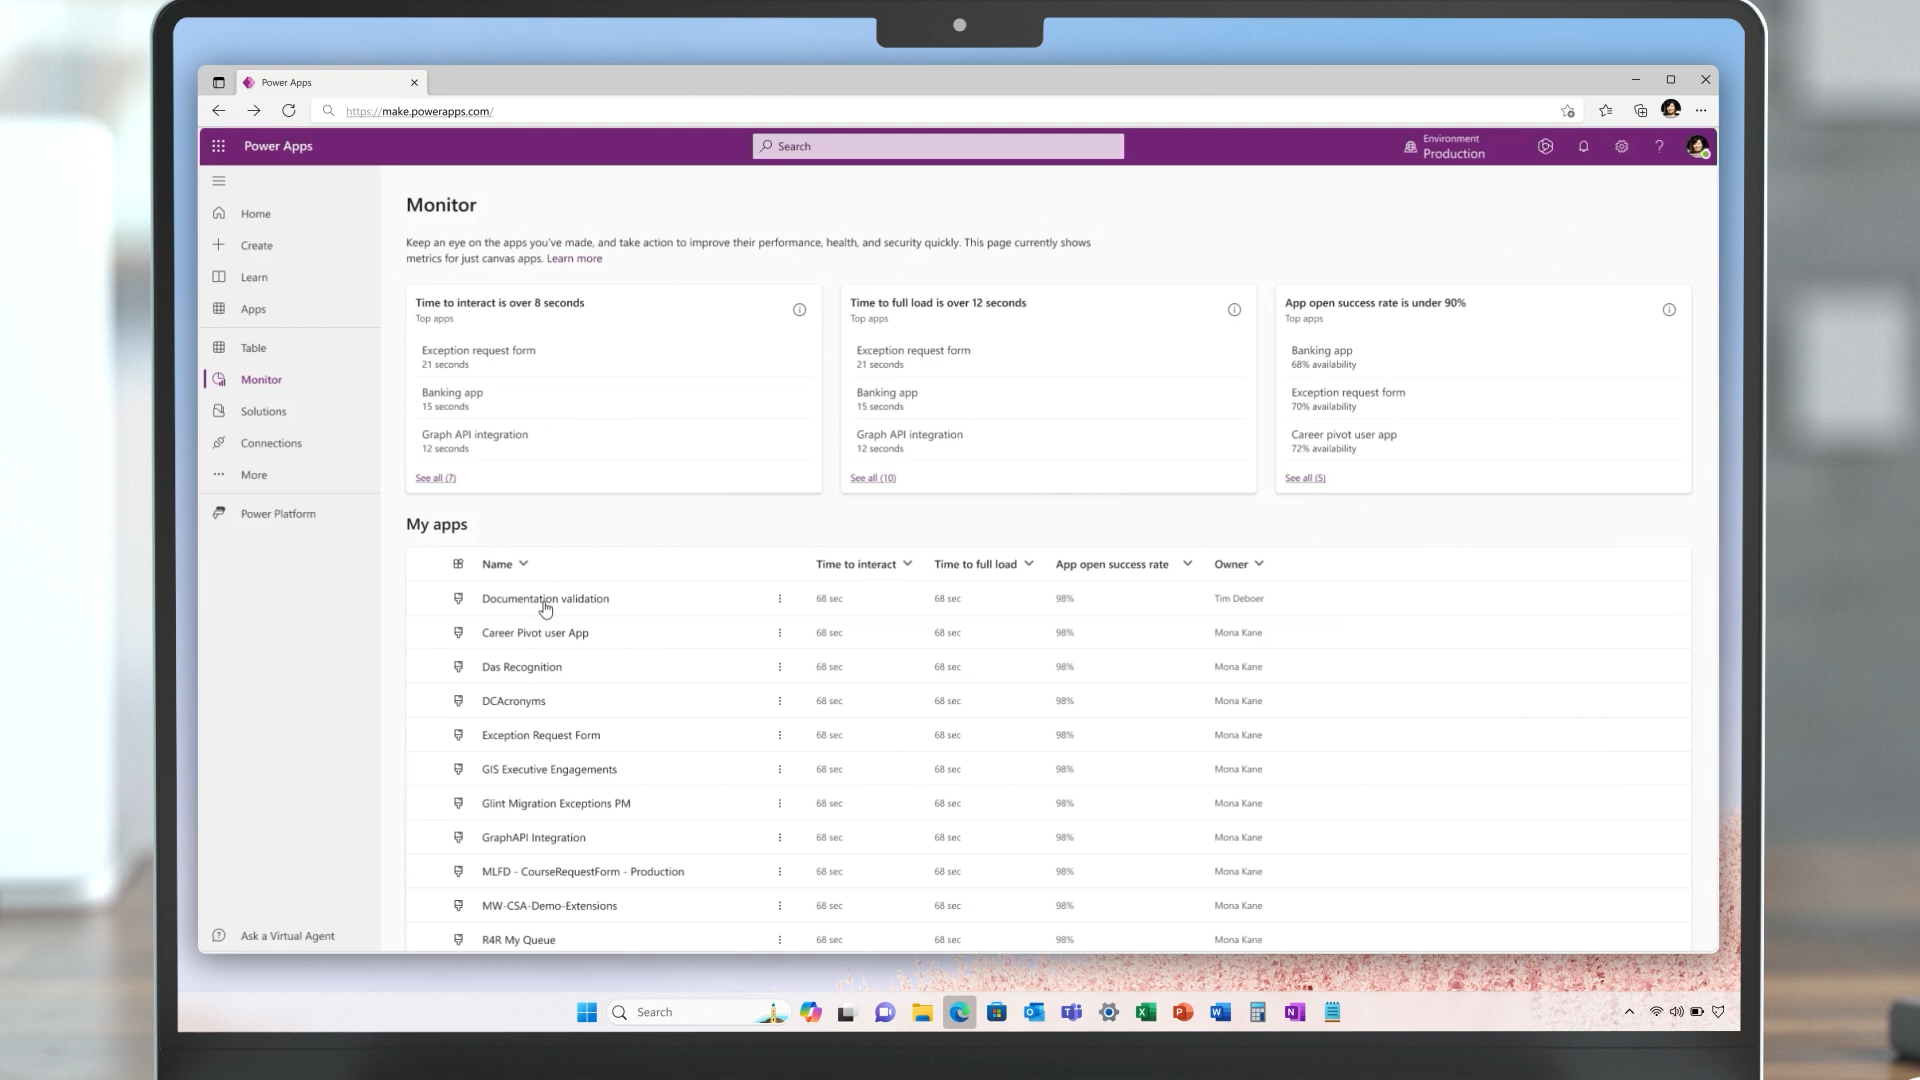 Power Apps
https://make.powerapps.com/
Power Apps
Search
Environment
Production
Home
Create
Learn
Apps
Table
Monitor
Solutions
Connections
More
Power Platform
Ask a Virtual Agent
Monitor
Keep an eye on the apps you've made, and take action to improve their performance, health, and security quickly. This page currently shows
metrics for just canvas apps. Learn more
Time to interact is over 8 seconds
Top apps
Exception request form
21 seconds
Banking app
15 seconds
Graph API integration
12 seconds
See all (7)
Time to full load is over 12 seconds
Top apps
Exception request form
21 seconds
Banking app
15 seconds
Graph API integration
12 seconds
See all (10)
App open success rate is under 90%
Top apps
Banking app
68% availability
Exception request form
70% availability
Career pivot user app
72% availability
See all (5)
My apps
Name Time to interact Time to full load App open success rate Owner
Documentation validation 68 sec 68 sec 98% Tim Deboer
Career Pivot user App 68 sec 68 sec 98% Mona Kane
Das Recognition 68 sec 68 sec 98% Mona Kane
DCAcronyms 68 sec 68 sec 98% Mona Kane
Exception Request Form 68 sec 68 sec 98% Mona Kane
GIS Executive Engagements 68 sec 68 sec 98% Mona Kane
Glint Migration Exceptions PM 68 sec 68 sec 98% Mona Kane
GraphAPI Integration 68 sec 68 sec 98% Mona Kane
MLFD - CourseRequestForm - Production 68 sec 68 sec 98% Mona Kane
MW-CSA-Demo-Extensions 68 sec 68 sec 98% Mona Kane
R4R My Queue 68 sec 68 sec 98% Mona Kane
Search